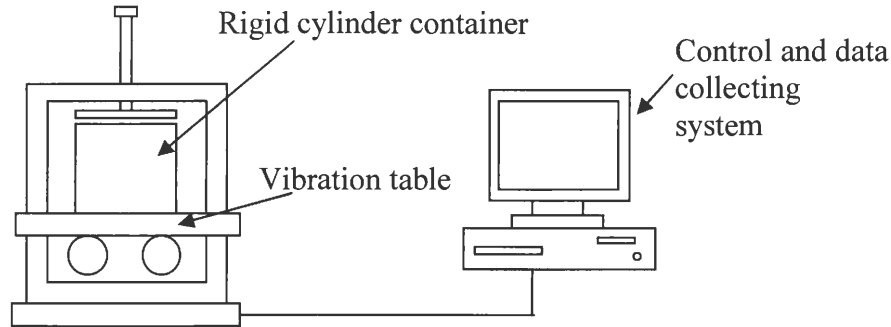 Rigid cylinder container
Control and data
collecting
system
Vibration table